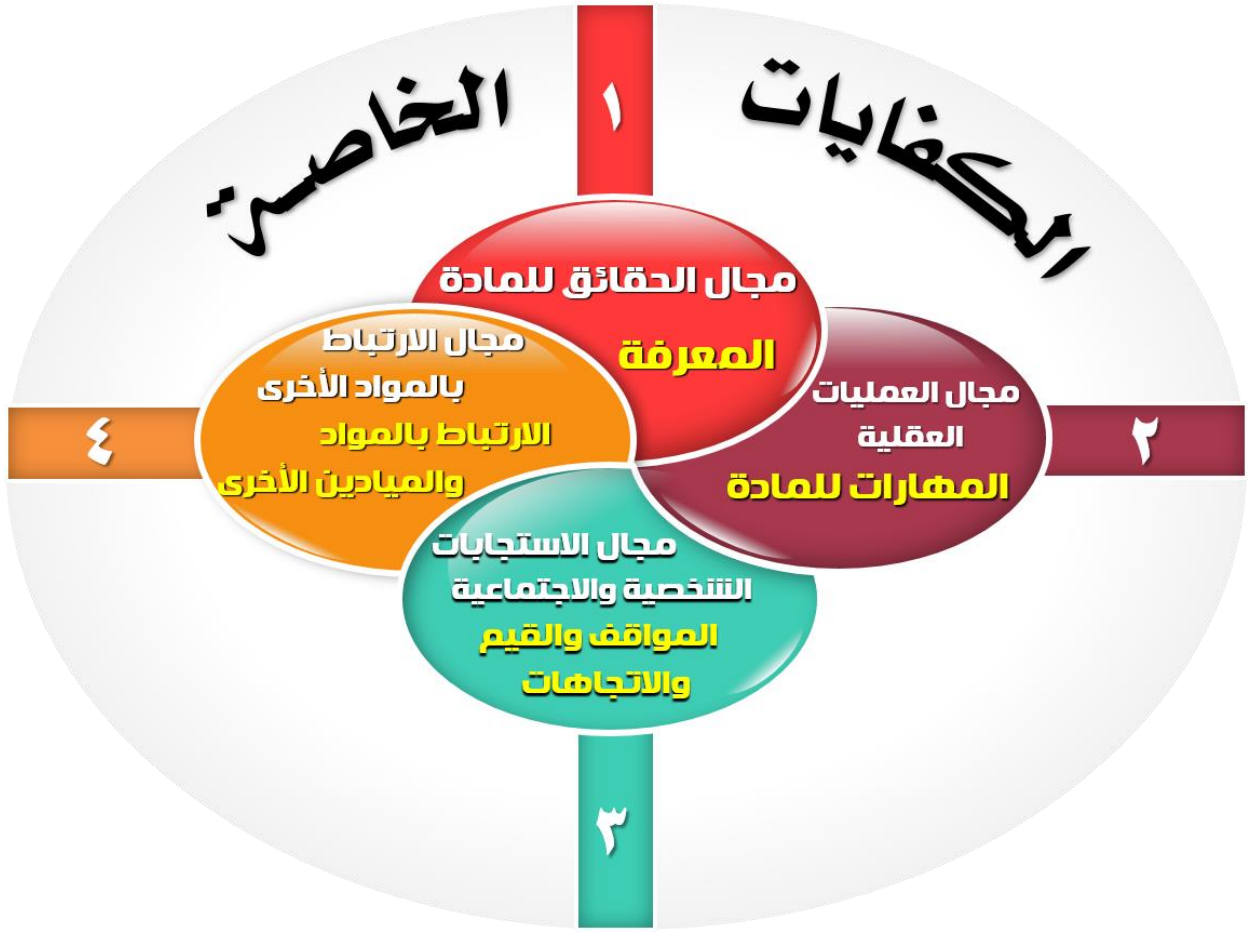 الكفايات الخاصة
١
مجال الحقائق للمادة
المعرفة
٢
مجال العمليات
العقلية
المهارات للمادة
٣
مجال الاستجابات
الشخصية والاجتماعية
المواقف والقيم
والاتجاهات
٤
مجال الارتباط
بالمواد الأخرى
الارتباط بالمواد
والميادين الأخرى